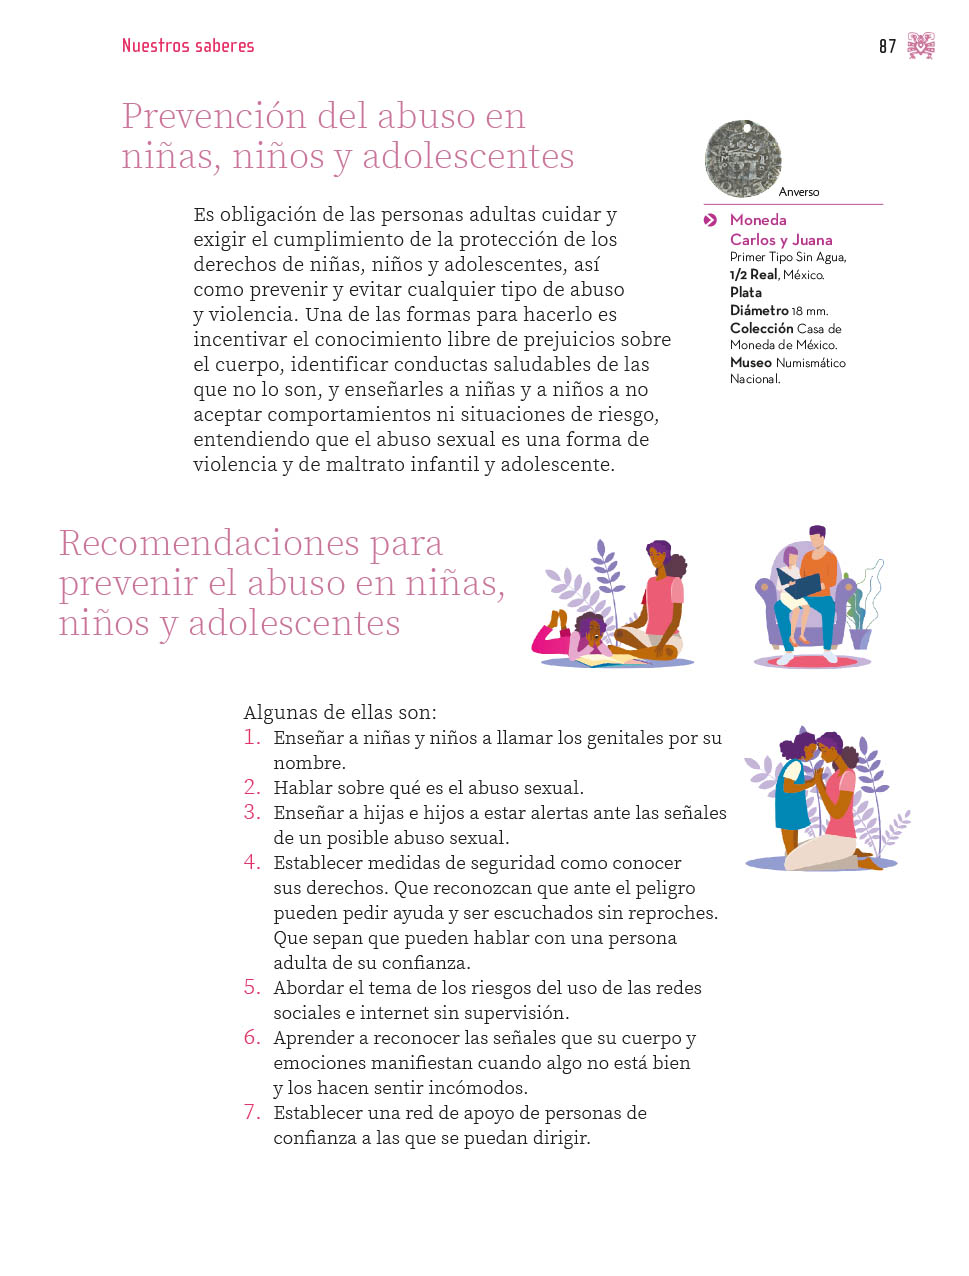 Nuestros saberes
87
Prevención del abuso en
niñas, niños y adolescentes
Es obligación de las personas adultas cuidar y
exigir el cumplimiento de la protección de los
derechos de niñas, niños y adolescentes, así
como prevenir y evitar cualquier tipo de abuso
y violencia. Una de las formas para hacerlo es
incentivar el conocimiento libre de prejuicios sobre
el cuerpo, identificar conductas saludables de las
que no lo son, y enseñarles a niñas y a niños a no
aceptar comportamientos ni situaciones de riesgo,
entendiendo que el abuso sexual es una forma de
violencia y de maltrato infantil y adolescente.
Anverso
Moneda
Carlos y Juana
Primer Tipo Sin Agua,
1/2 Real, México.
Plata
Diámetro 18 mm.
Colección Casa de
Moneda de México.
Museo Numismático
Nacional.
Recomendaciones para
prevenir el abuso en niñas,
niños y adolescentes
Algunas de ellas son:
1. Enseñar a niñas y niños a llamar los genitales por su
nombre.
2. Hablar sobre qué es el abuso sexual.
3. Enseñar a hijas e hijos a estar alertas ante las señales
de un posible abuso sexual.
4. Establecer medidas de seguridad como conocer
sus derechos. Que reconozcan que ante el peligro
pueden pedir ayuda y ser escuchados sin reproches.
Que sepan que pueden hablar con una persona
adulta de su confianza.
5. Abordar el tema de los riesgos del uso de las redes
sociales e internet sin supervisión.
6. Aprender a reconocer las señales que su cuerpo y
emociones manifiestan cuando algo no está bien
y los hacen sentir incómodos.
7. Establecer una red de apoyo de personas de
confianza a las que se puedan dirigir.